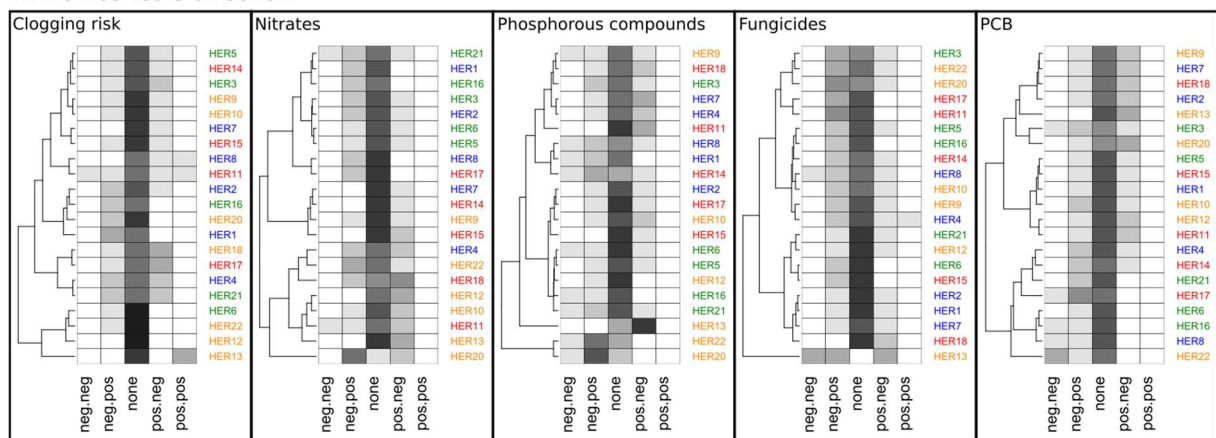 Clogging risk
HER5
HER14
HER3
HER9
HER10
HER7
HER15
HER8
HER11
HER2
HER16
HER20
HER1
HER18
HER17
HER4
HER21
HER6
HER22
HER12
HER13
neg.neg
neg.pos
none
pos.neg
pos.pos
Nitrates
HER21
HER1
HER16
HER3
HER2
HER6
HER5
HER8
HER17
HER7
HER14
HER9
HER15
HER4
HER22
HER18
HER12
HER10
HER11
HER13
HER20
neg.neg
neg.pos
none
pos.neg
pos.pos
Phosphorous compounds
HER9
HER18
HER3
HER7
HER4
HER11
HER8
HER1
HER14
HER2
HER17
HER10
HER15
HER6
HER5
HER12
HER16
HER21
HER13
HER22
HER20
neg.neg
neg.pos
none
pos.neg
pos.pos
Fungicides
HER3
HER22
HER20
HER17
HER11
HER5
HER16
HER14
HER8
HER10
HER9
HER4
HER21
HER12
HER6
HER15
HER2
HER1
HER7
HER18
HER13
neg.neg
neg.pos
none
pos.neg
pos.pos
PCB
HER9
HER7
HER18
HER2
HER13
HER3
HER20
HER5
HER15
HER1
HER10
HER12
HER11
HER4
HER14
HER21
HER17
HER6
HER16
HER8
HER22
neg.neg
neg.pos
none
pos.neg
pos.pos